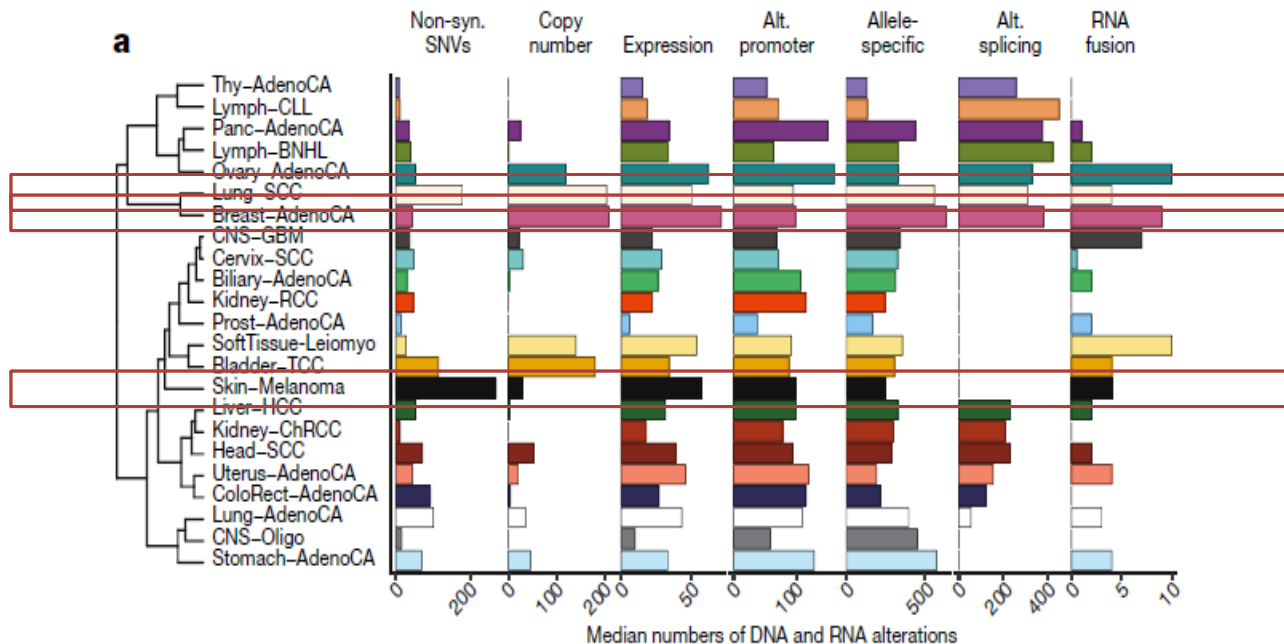 a
Non-syn. SNVs
Copy number
Expression
Alt. promoter
Allele-specific
Alt. splicing
RNA fusion
Thy-AdenoCA
Lymph-CLL
Panc-AdenoCA
Lymph-BNHL
Ovary-AdenoCA
Lung-SCC
Breast-AdenoCA
CNS-GBM
Cervix-SCC
Biliary-AdenoCA
Kidney-RCC
Prost-AdenoCA
SoftTissue-Leiomyo
Bladder-TCC
Skin-Melanoma
Liver-HCC
Kidney-ChRCC
Head-SCC
Uterus-AdenoCA
ColoRect-AdenoCA
Lung-AdenoCA
CNS-Oligo
Stomach-AdenoCA
0 200 0 100 200 0 50 0 100 0 500 0 200 400 0 5 10
Median numbers of DNA and RNA alterations